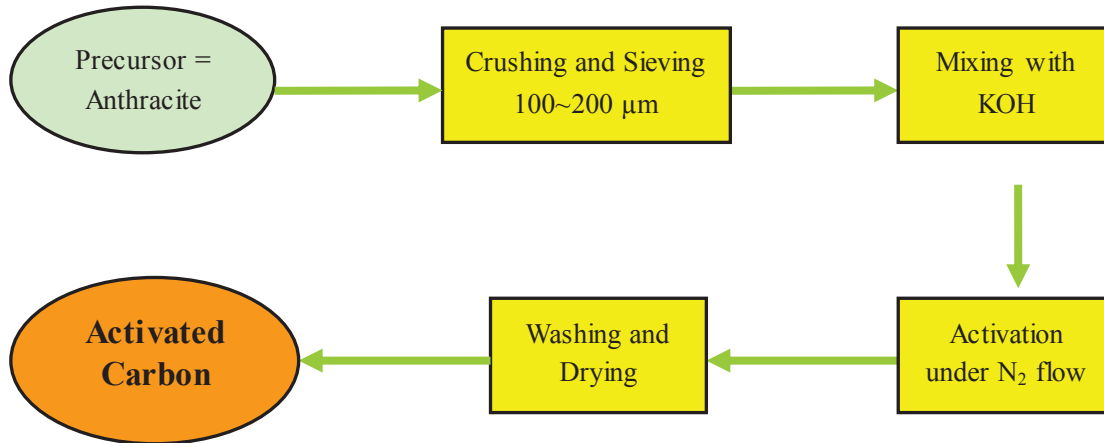 Precursor =
Anthracite
Crushing and Sieving
100~200 µm
Mixing with
KOH
Activation
under N₂ flow
Washing and
Drying
Activated
Carbon